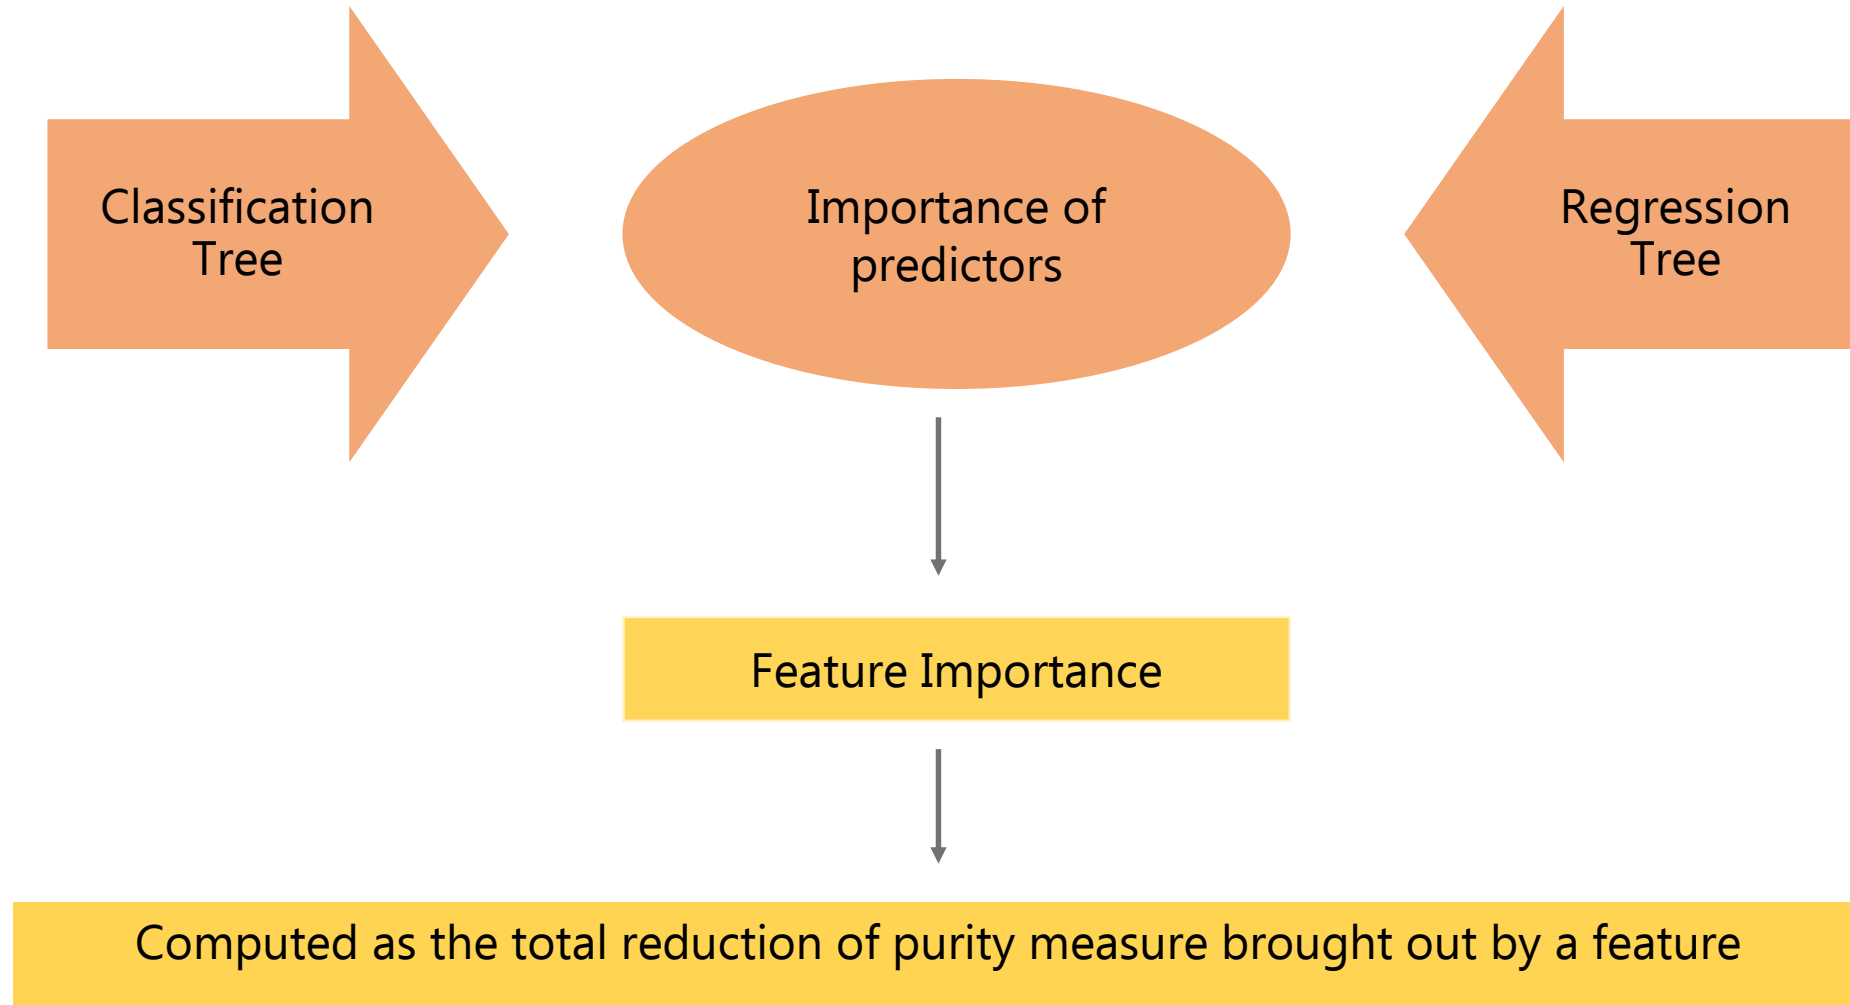 Classification
Tree
Importance of
predictors
Regression
Tree
Feature Importance
Computed as the total reduction of purity measure brought out by a feature